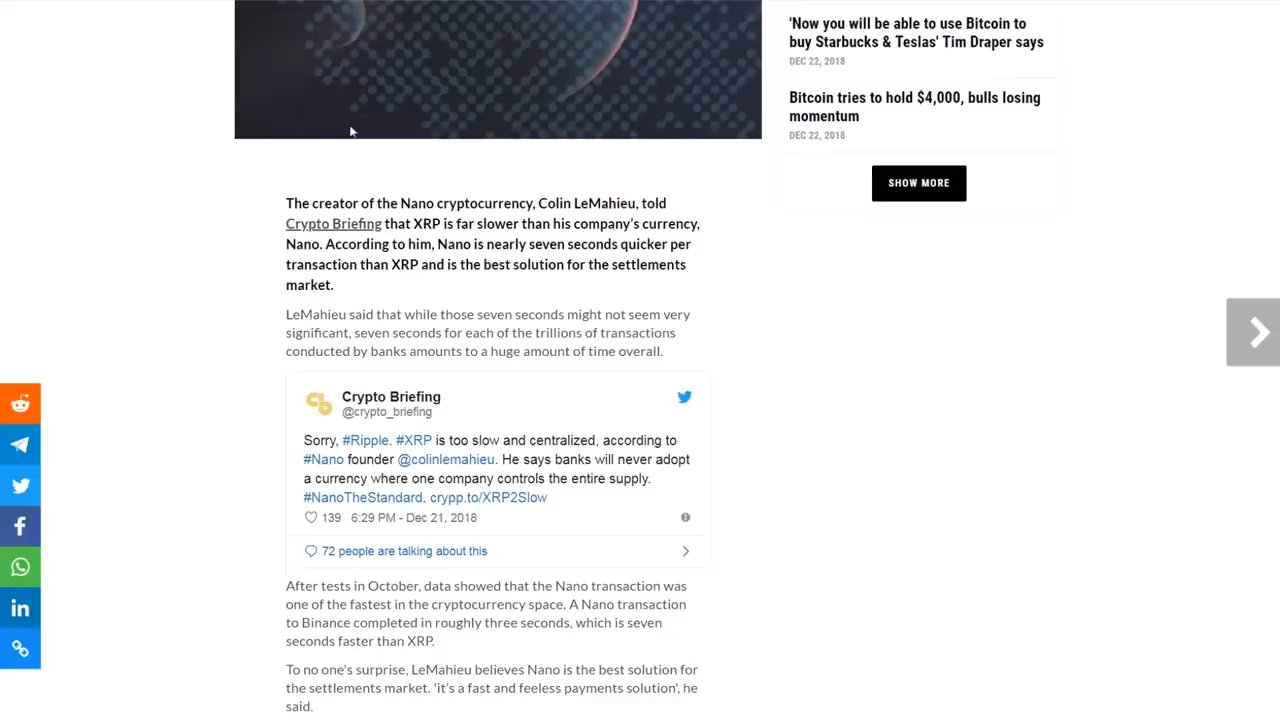 'Now you will be able to use Bitcoin to
buy Starbucks & Teslas' Tim Draper says
DEC 22, 2018
Bitcoin tries to hold $4,000, bulls losing
momentum
DEC 22, 2018
SHOW MORE
The creator of the Nano cryptocurrency, Colin LeMahieu, told
Crypto Briefing that XRP is far slower than his company's currency,
Nano. According to him, Nano is nearly seven seconds quicker per
transaction than XRP and is the best solution for the settlements
market.
LeMahieu said that while those seven seconds might not seem very
significant, seven seconds for each of the trillions of transactions
conducted by banks amounts to a huge amount of time overall.
Crypto Briefing
@crypto_briefing
Sorry, #Ripple. #XRP is too slow and centralized, according to
#Nano founder @colinlemahieu. He says banks will never adopt
a currency where one company controls the entire supply.
#NanoTheStandard. crypp.to/XRP2Slow
139 6:29 PM - Dec 21, 2018
72 people are talking about this
After tests in October, data showed that the Nano transaction was
one of the fastest in the cryptocurrency space. A Nano transaction
to Binance completed in roughly three seconds, which is seven
seconds faster than XRP.
To no one's surprise, LeMahieu believes Nano is the best solution for
the settlements market. 'it's a fast and feeless payments solution', he
said.